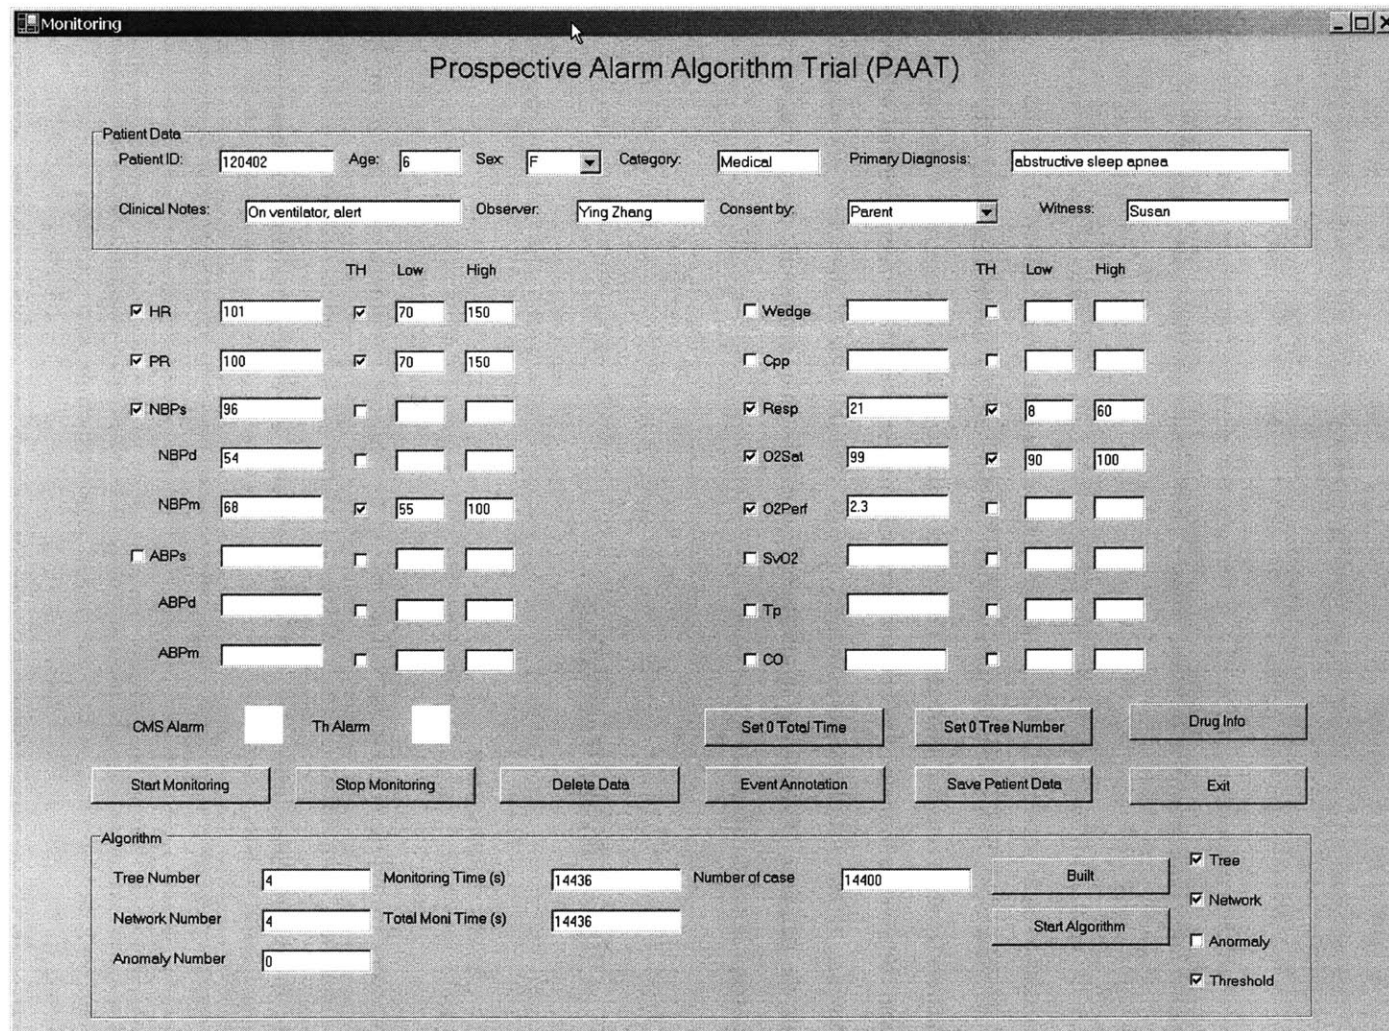 Monitoring
Prospective Alarm Algorithm Trial (PAAT)
Patient Data
Patient ID: 120402 Age: 6 Sex: F Category: Medical Primary Diagnosis: abstructive sleep apnea
Clinical Notes: On ventilator, alert Observer: Ying Zhang Consent by: Parent Witness: Susan
TH Low High TH Low High
HR 101 70 150 Wedge
PR 100 70 150 Cpp
NBPs 96 Resp 21 8 60
NBPd 54 O2Sat 99 90 100
NBPm 68 55 100 O2Perf 2.3
ABPs SvO2
ABPd Tp
ABPm CO
CMS Alarm Th Alarm Set 0 Total Time Set 0 Tree Number Drug Info
Start Monitoring Stop Monitoring Delete Data Event Annotation Save Patient Data Exit
Algorithm
Tree Number 4 Monitoring Time (s) 14436 Number of case 14400 Built Tree
Network Number 4 Total Moni Time (s) 14436 Start Algorithm Network
Anomaly Number 0 Anormaly
Threshold